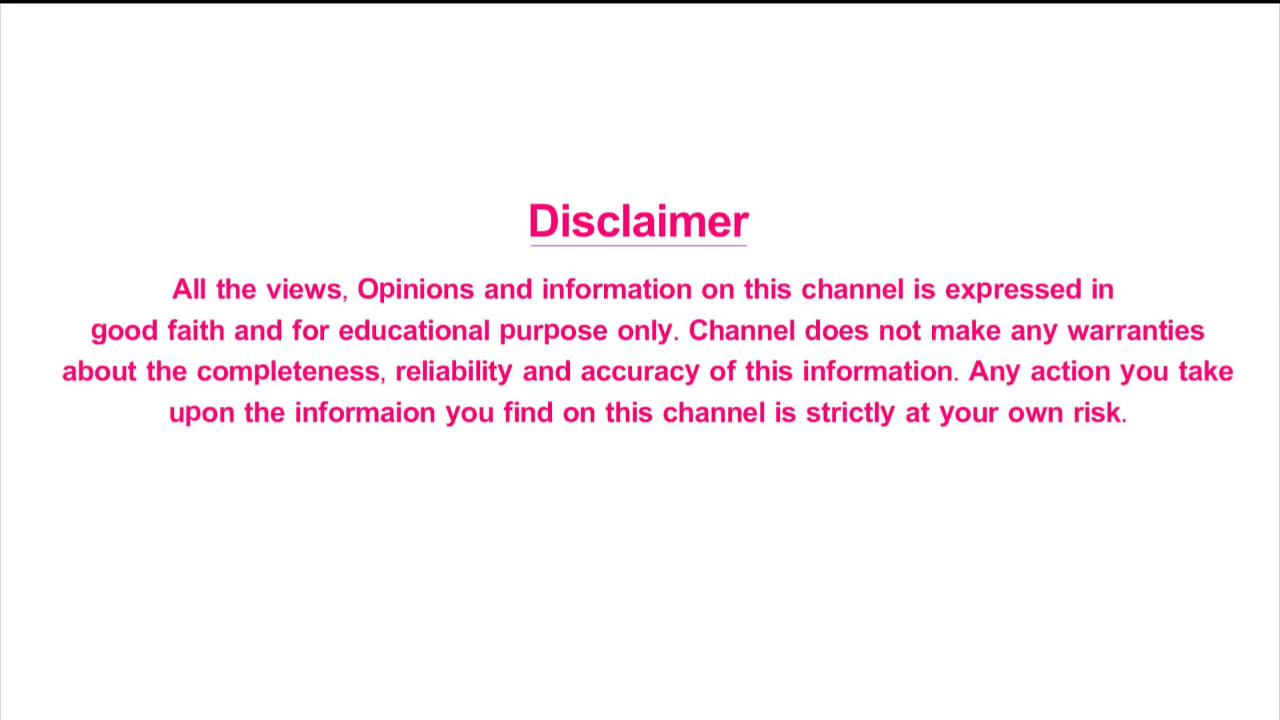 Disclaimer
All the views, Opinions and information on this channel is expressed in
good faith and for educational purpose only. Channel does not make any warranties
about the completeness, reliability and accuracy of this information. Any action you take
upon the informaion you find on this channel is strictly at your own risk.